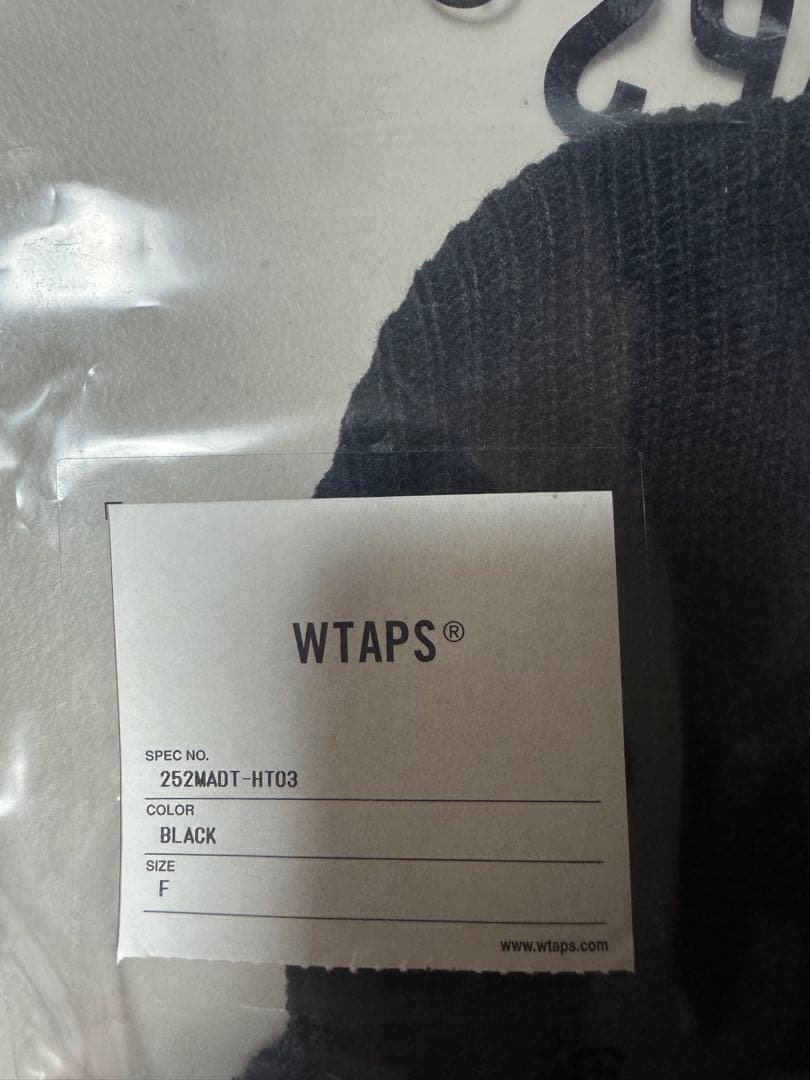 WTAPS®
SPEC NO.
252MADT-HT03
COLOR
BLACK
SIZE
F
www.wtaps.com